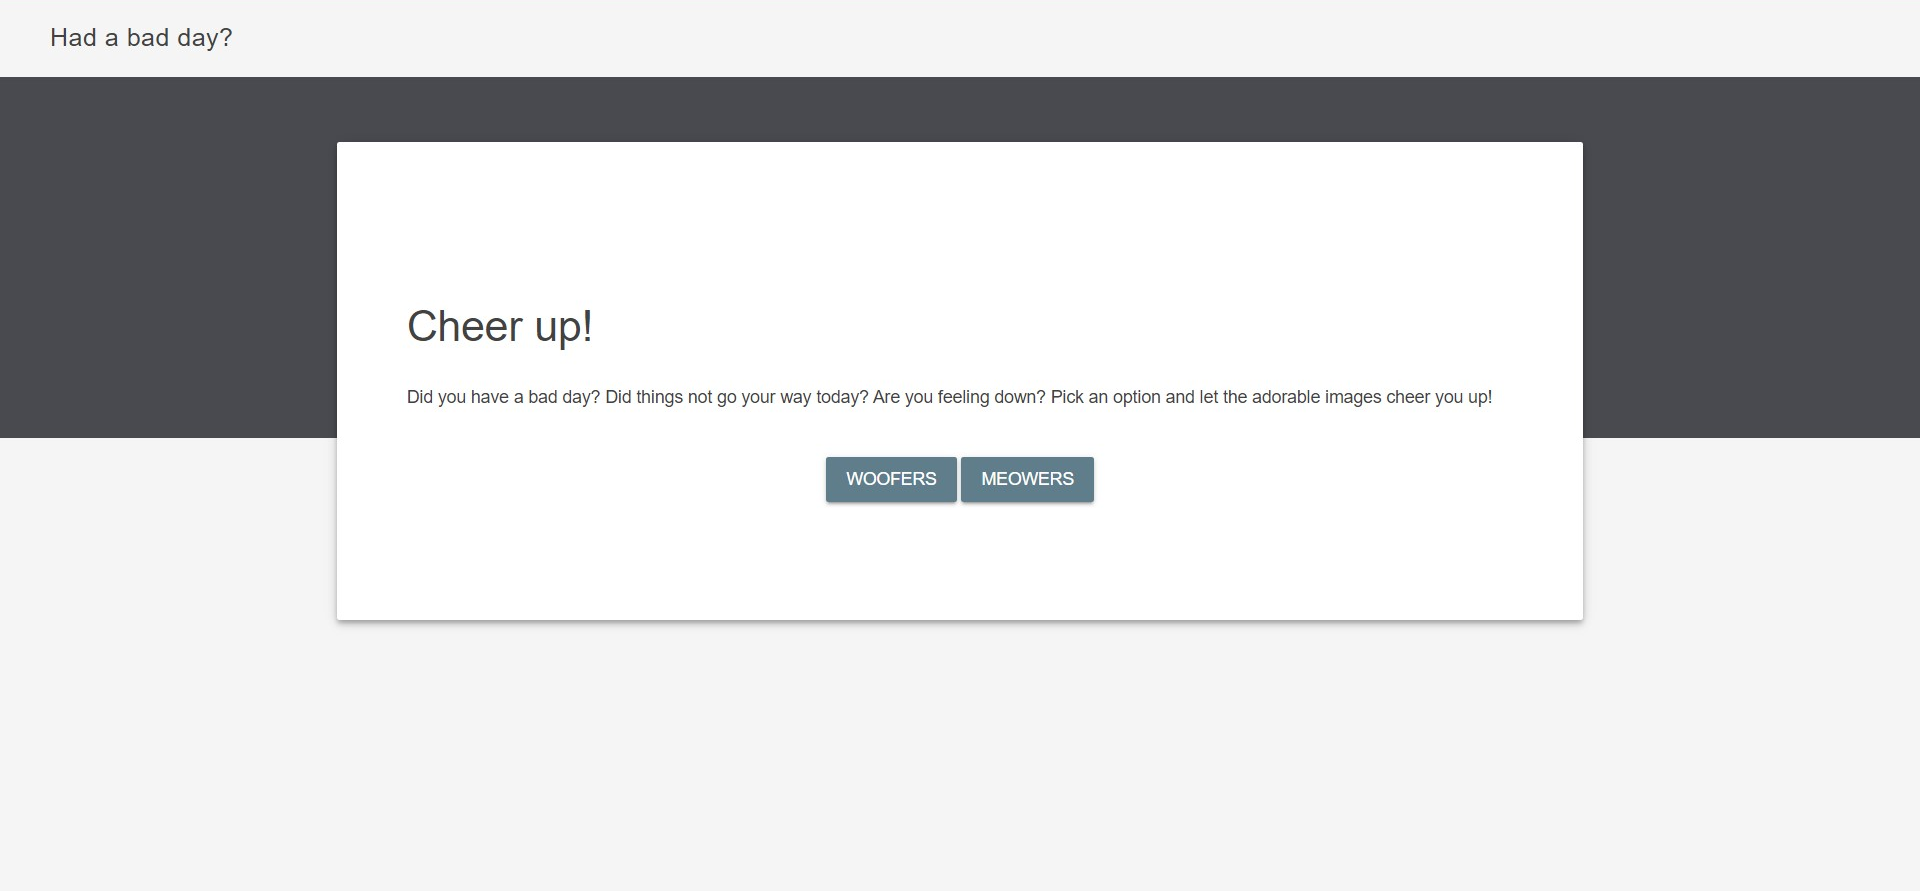 Had a bad day?
Cheer up!
Did you have a bad day? Did things not go your way today? Are you feeling down? Pick an option and let the adorable images cheer you up!
WOOFERS MEOWERS